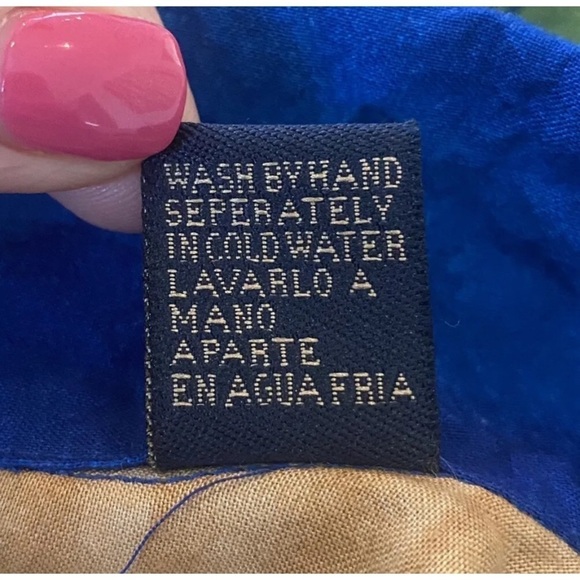 WASH BY HAND
SEPERATELY
IN COLD WATER
LAVARLO A
MANO
APARTE
EN AGUA FRIA